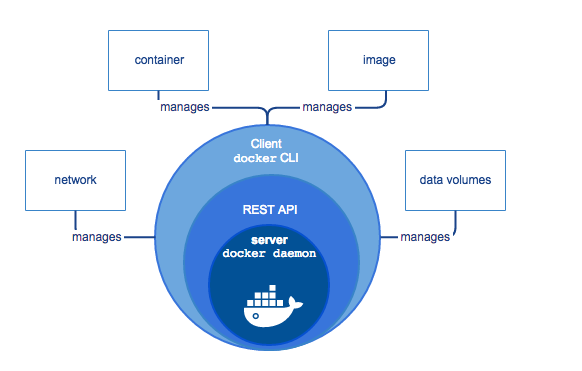 container
image
manages
manages
Client
docker CLI
network
data volumes
REST API
manages
manages
server
docker daemon